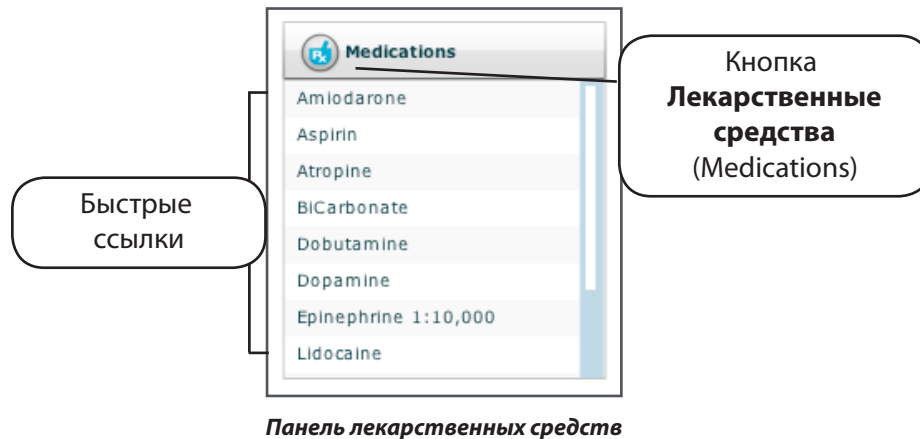 Medications
Кнопка
Лекарственные
средства
(Medications)
Amiodarone
Aspirin
Atropine
BiCarbonate
Dobutamine
Dopamine
Epinephrine 1:10,000
Lidocaine
Быстрые
ссылки
Панель лекарственных средств